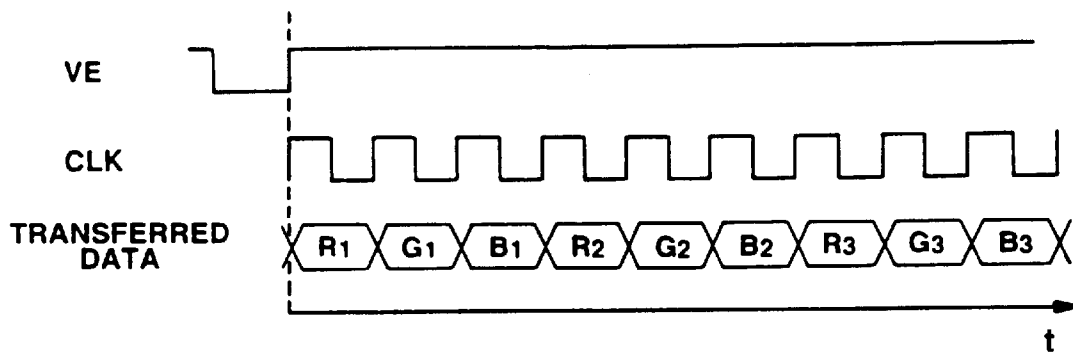 VE
CLK
TRANSFERRED
DATA
R1 G1 B1 R2 G2 B2 R3 G3 B3
t